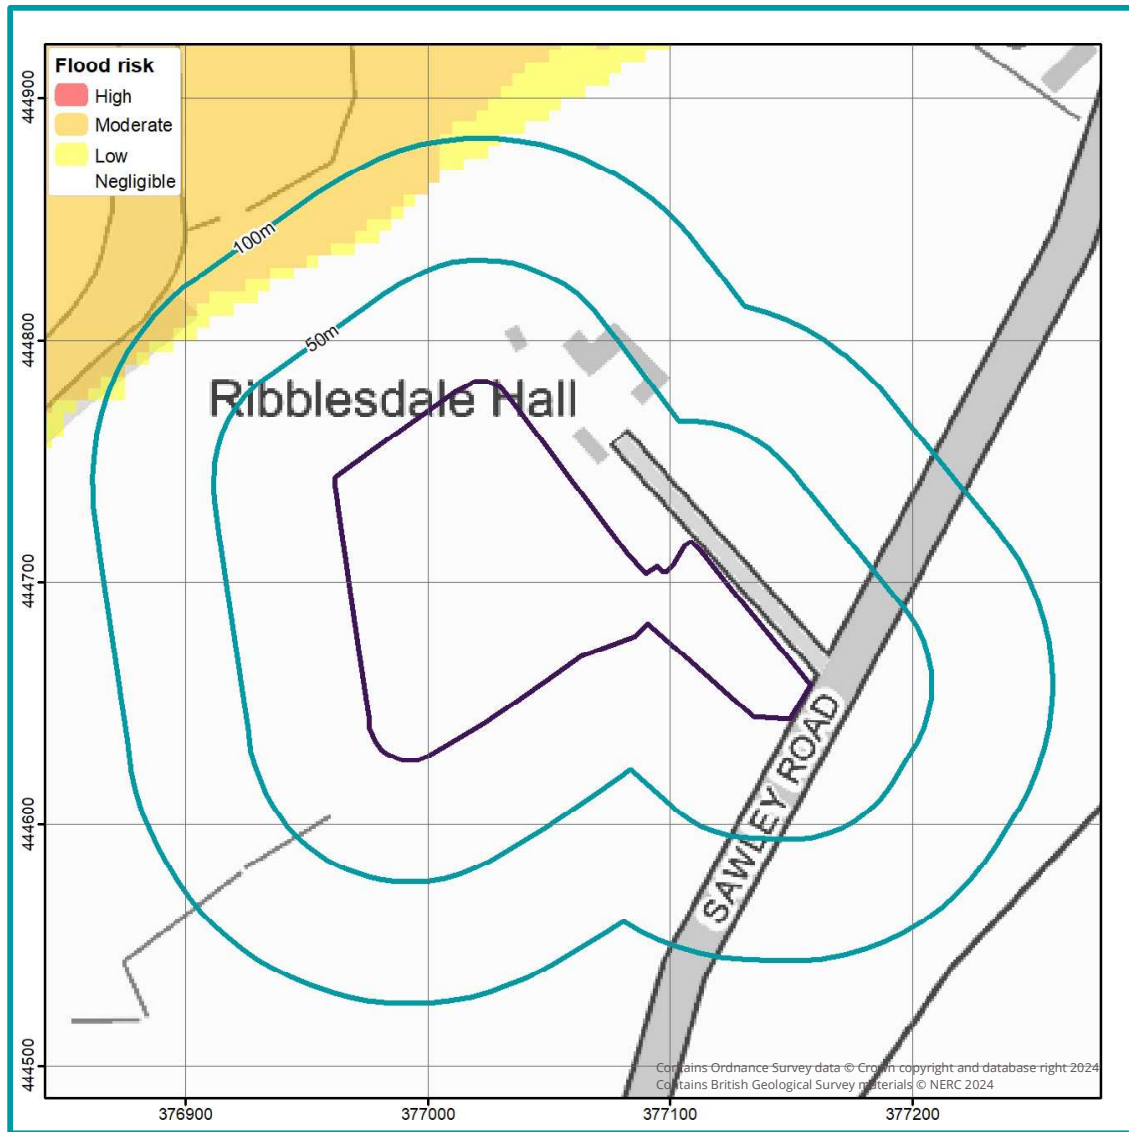 Flood risk
High
Moderate
Low
Negligible
444900
444800
444700
444600
444500
100m
50m
Ribblesdale Hall
SAWLEY ROAD
Contains Ordnance Survey data © Crown copyright and database right 2024
Contains British Geological Survey materials © NERC 2024
376900
377000
377100
377200